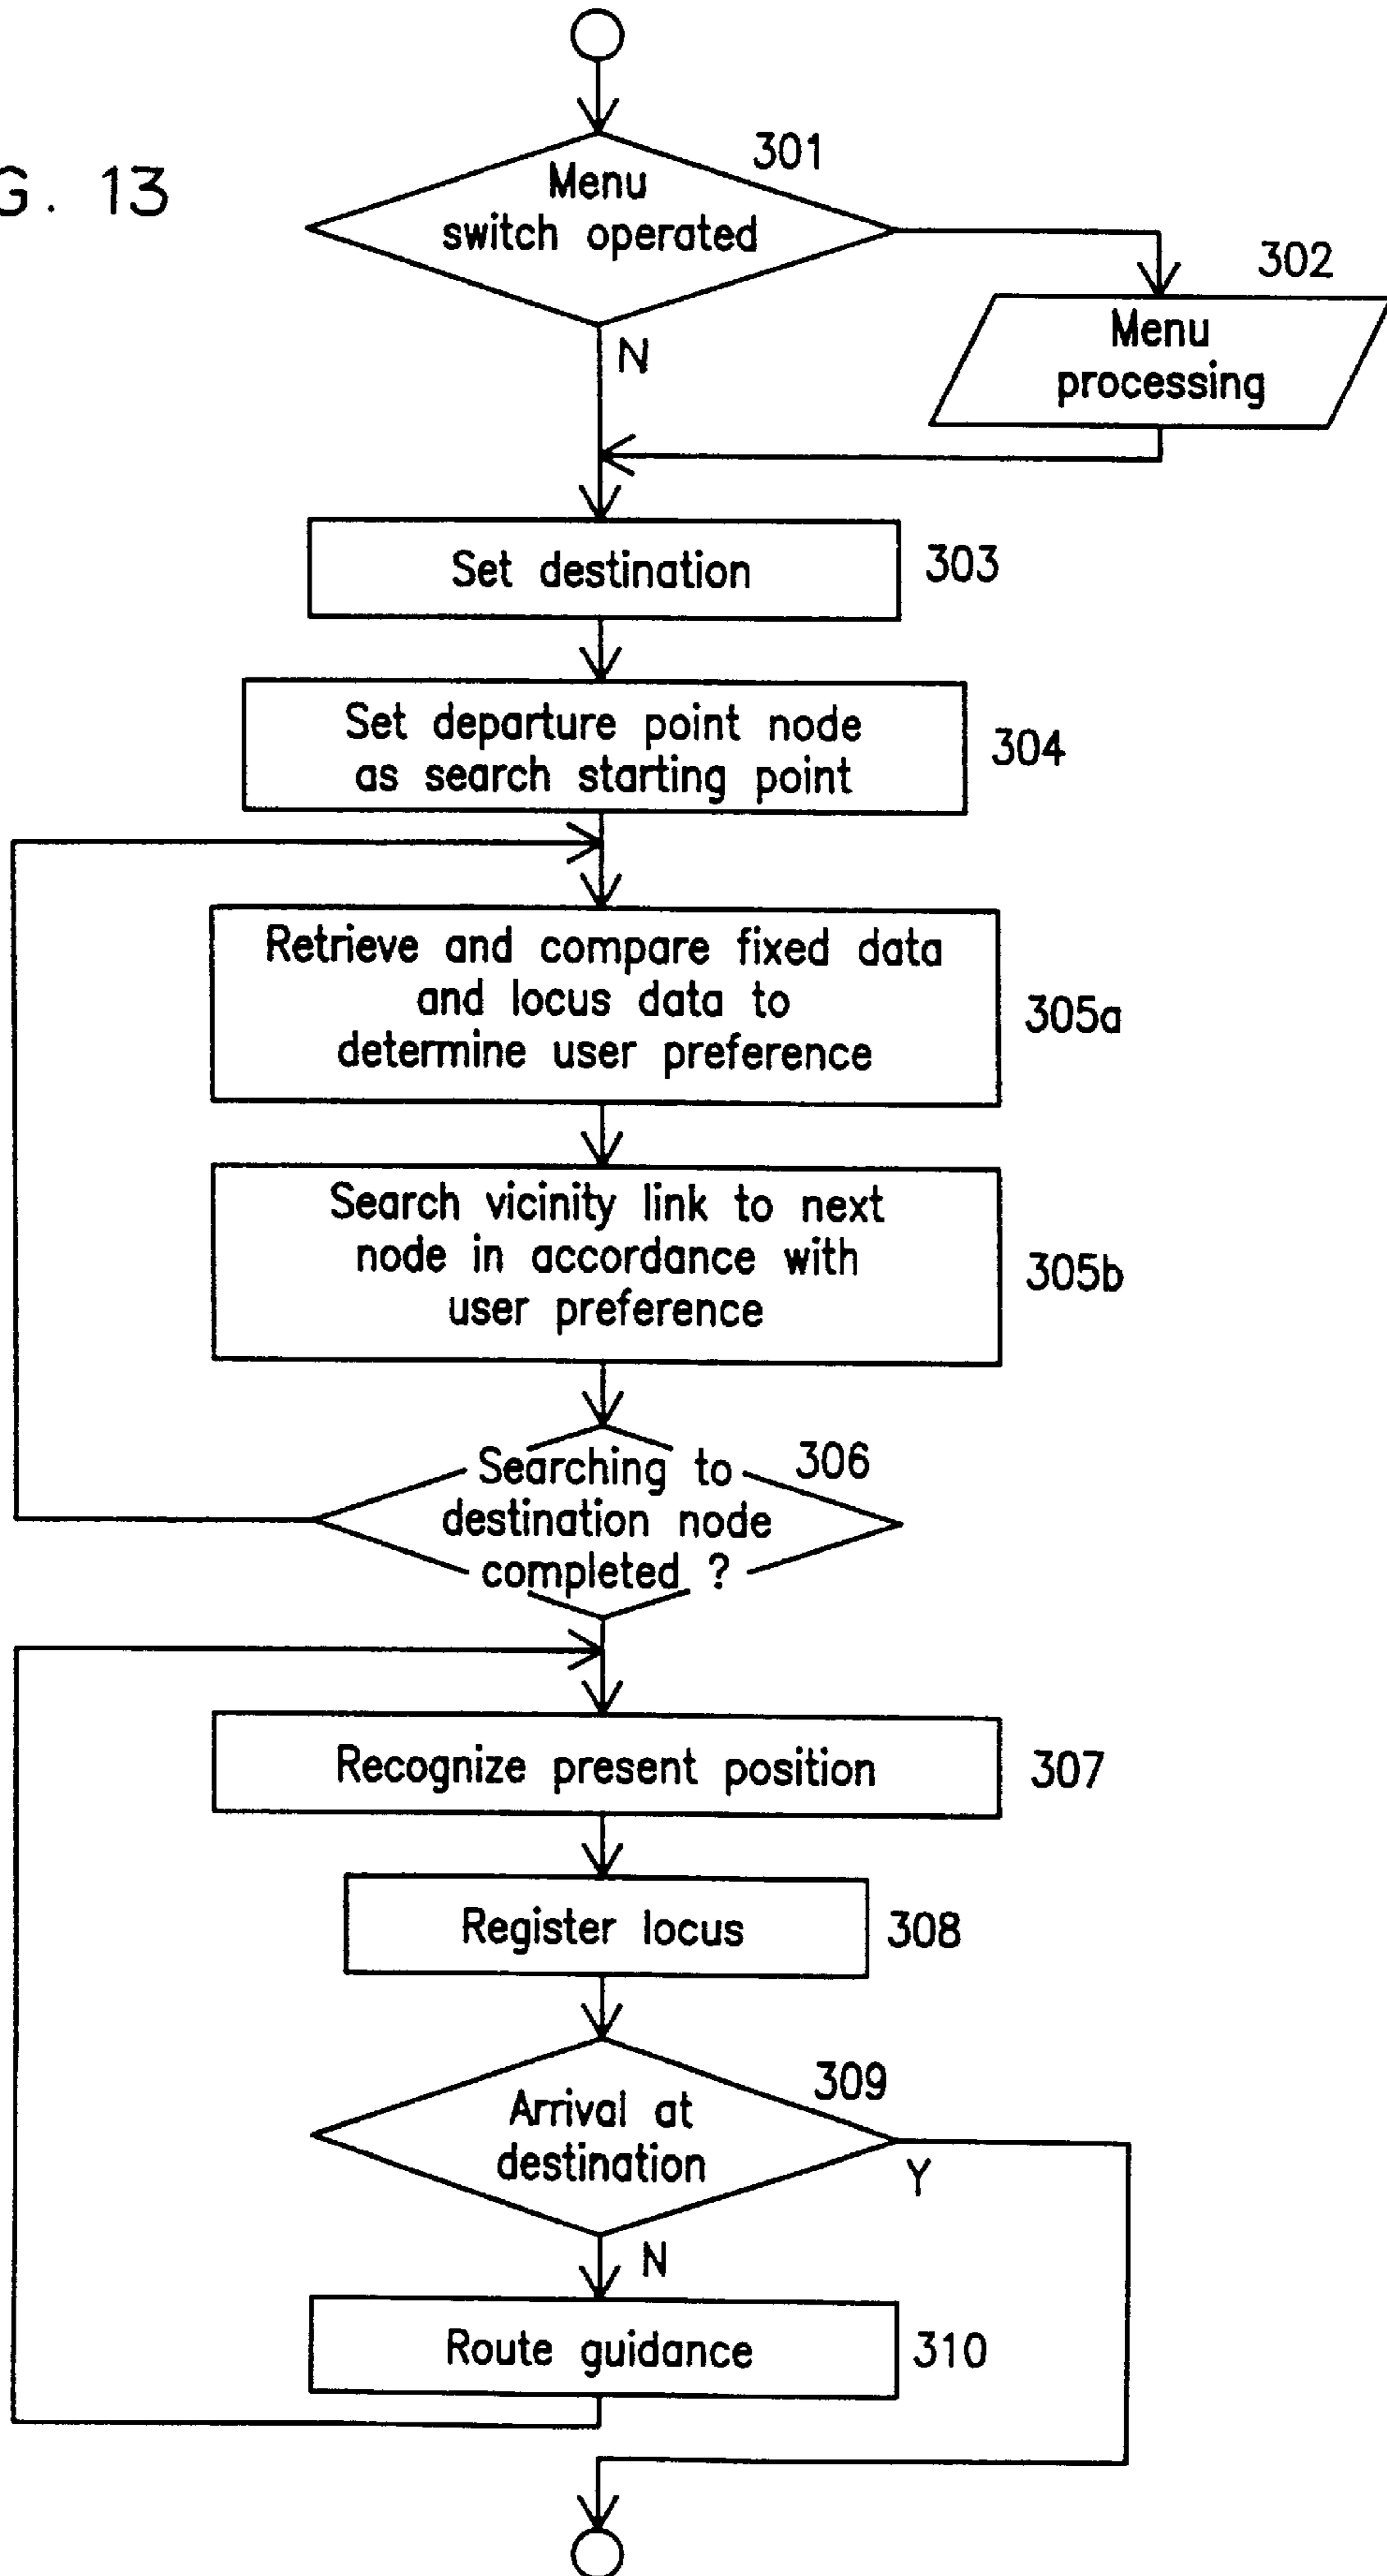 G. 13
301
Menu
switch operated
302
Menu
processing
N
Set destination
303
Set departure point node
as search starting point
304
Retrieve and compare fixed data
and locus data to
determine user preference
305a
Search vicinity link to next
node in accordance with
user preference
305b
Searching to
destination node
completed ?
306
Recognize present position
307
Register locus
308
309
Arrival at
destination
Y
N
Route guidance
310